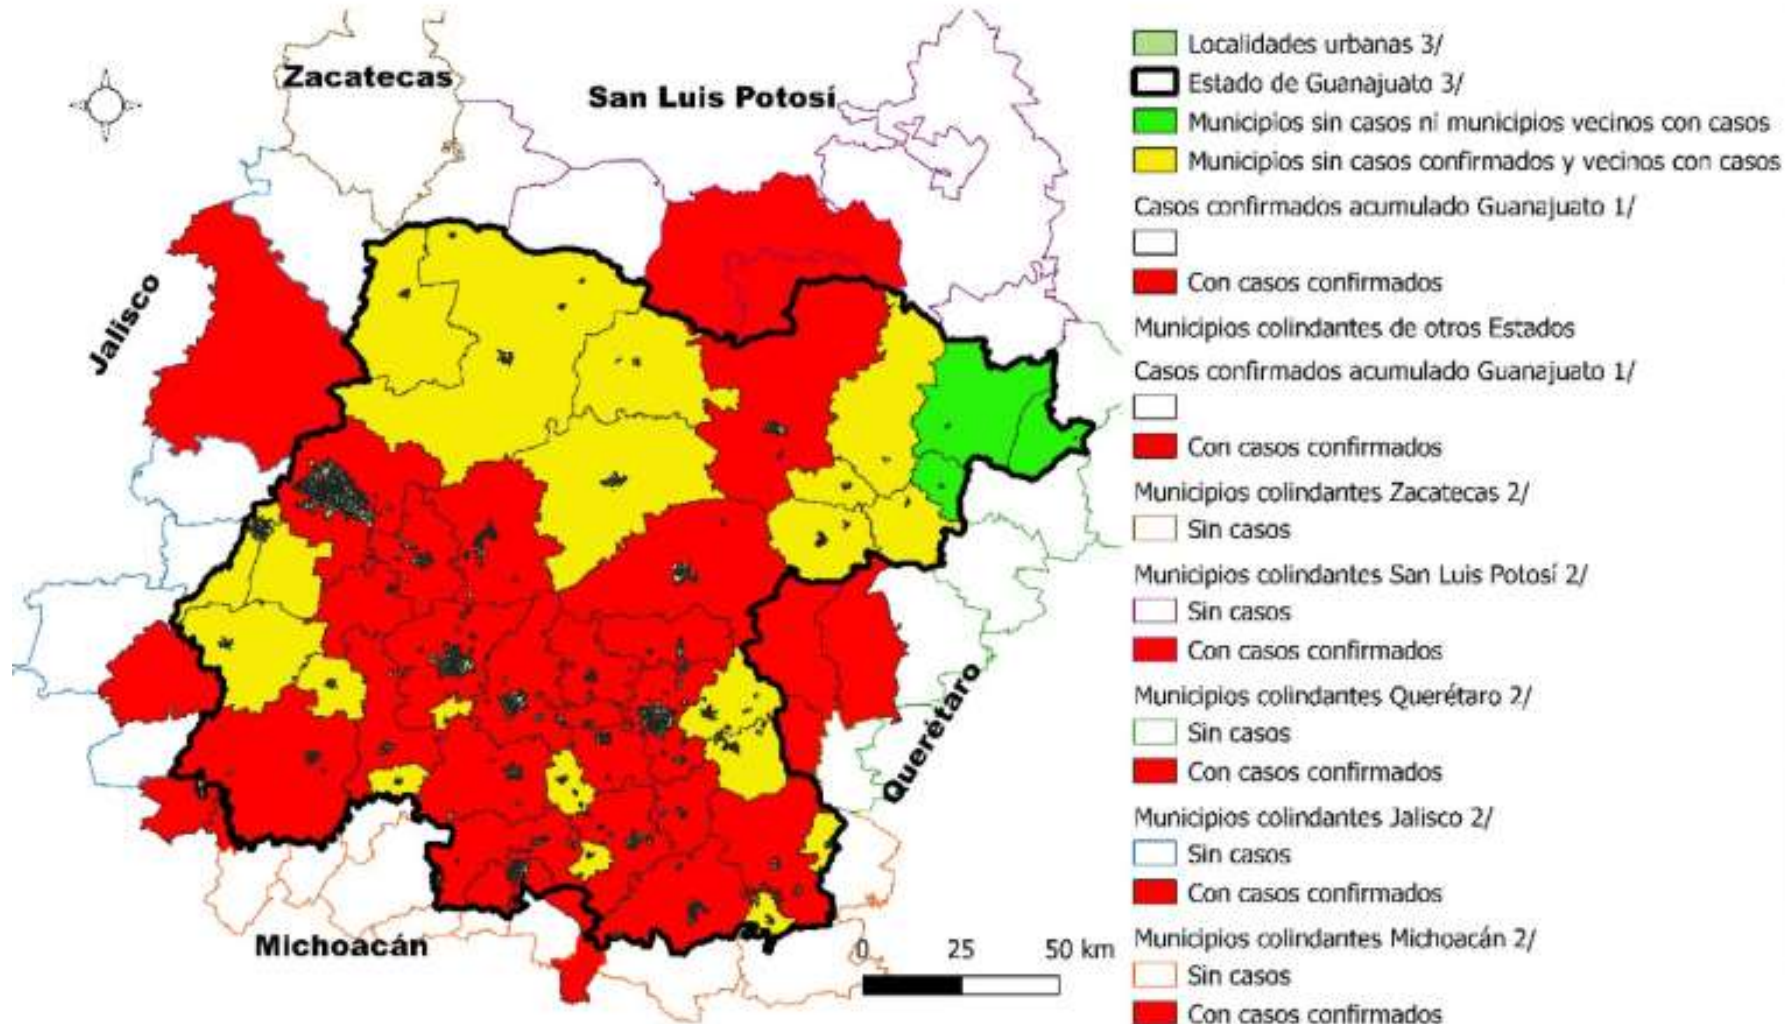 Zacatecas
San Luis Potosí
Jalisco
Querétaro
Michoacán
0 25 50 km
Localidades urbanas 3/
Estado de Guanajuato 3/
Municipios sin casos ni municipios vecinos con casos
Municipios sin casos confirmados y vecinos con casos
Casos confirmados acumulado Guanajuato 1/
Con casos confirmados
Municipios colindantes de otros Estados
Casos confirmados acumulado Guanajuato 1/
Con casos confirmados
Municipios colindantes Zacatecas 2/
Sin casos
Municipios colindantes San Luis Potosí 2/
Sin casos
Con casos confirmados
Municipios colindantes Querétaro 2/
Sin casos
Con casos confirmados
Municipios colindantes Jalisco 2/
Sin casos
Con casos confirmados
Municipios colindantes Michoacán 2/
Sin casos
Con casos confirmados